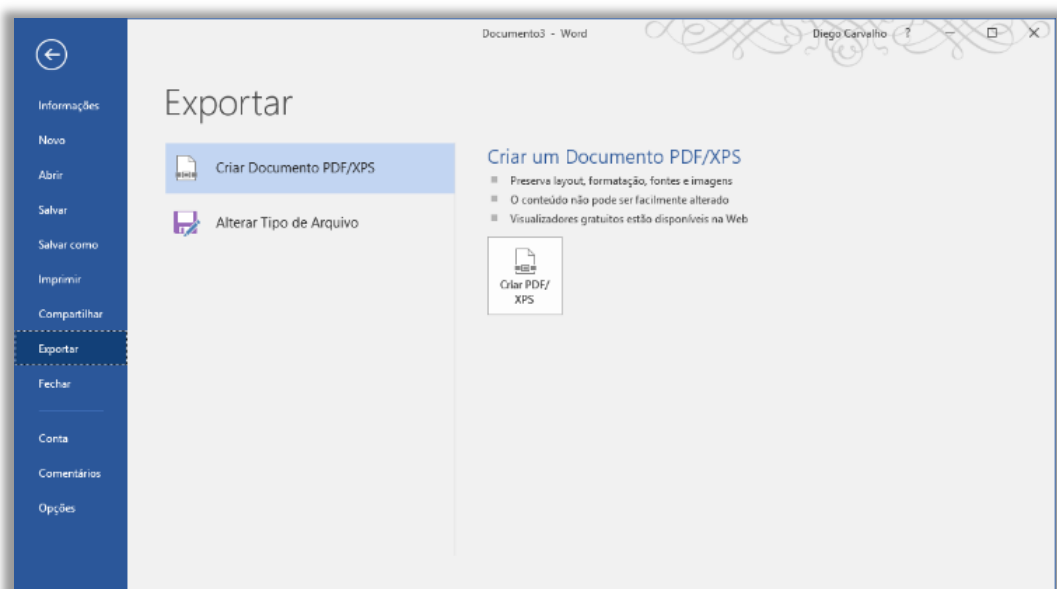 Documento3 - Word
Diego Carvalho
?
Informações
Novo
Abrir
Salvar
Salvar como
Imprimir
Compartilhar
Exportar
Fechar
Conta
Comentários
Opções
Exportar
Criar Documento PDF/XPS
Alterar Tipo de Arquivo
Criar um Documento PDF/XPS
Preserva layout, formatação, fontes e imagens
O conteúdo não pode ser facilmente alterado
Visualizadores gratuitos estão disponíveis na Web
Criar PDF/
XPS